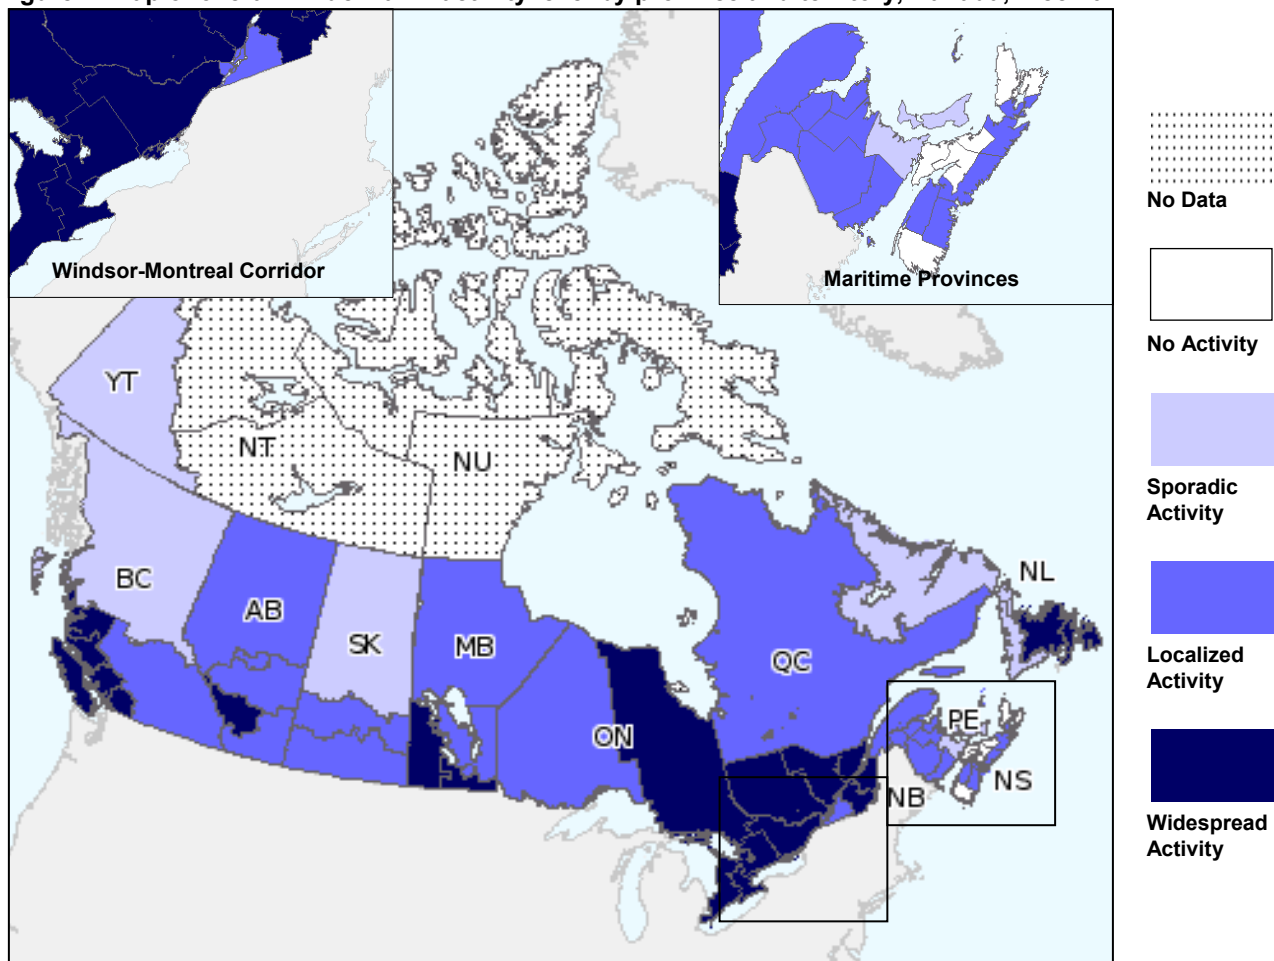 Windsor-Montreal Corridor
Maritime Provinces
No Data
No Activity
Sporadic
Activity
Localized
Activity
Widespread
Activity
YT
NT
NU
BC
AB
SK
MB
ON
QC
NL
PE
NB
NS